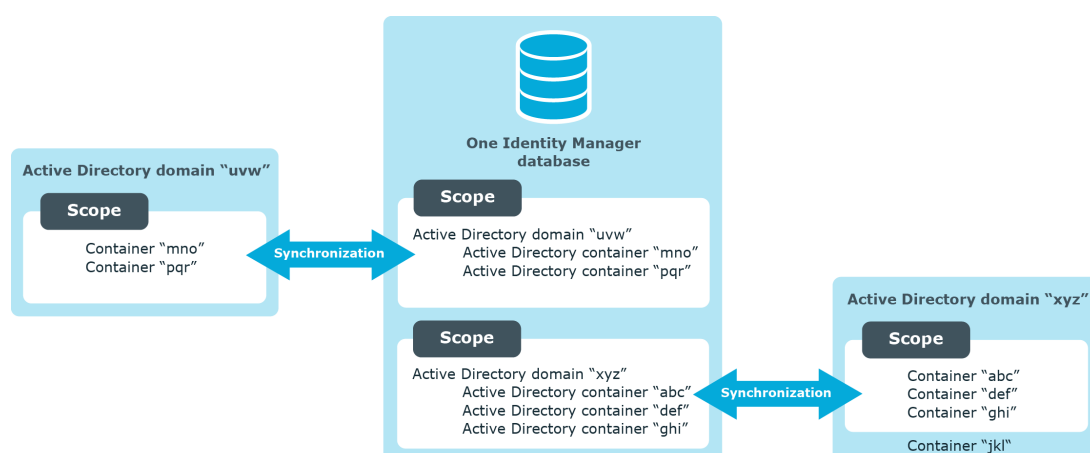 One Identity Manager
database
Active Directory domain “uvw”
Scope
Container “mno”
Container “pqr”
Synchronization
Scope
Active Directory domain “uvw”
Active Directory container “mno”
Active Directory container “pqr”
Scope
Active Directory domain “xyz”
Active Directory container “abc”
Active Directory container “def”
Active Directory container “ghi”
Synchronization
Active Directory domain “xyz”
Scope
Container “abc”
Container “def”
Container “ghi”
Container “jkl“